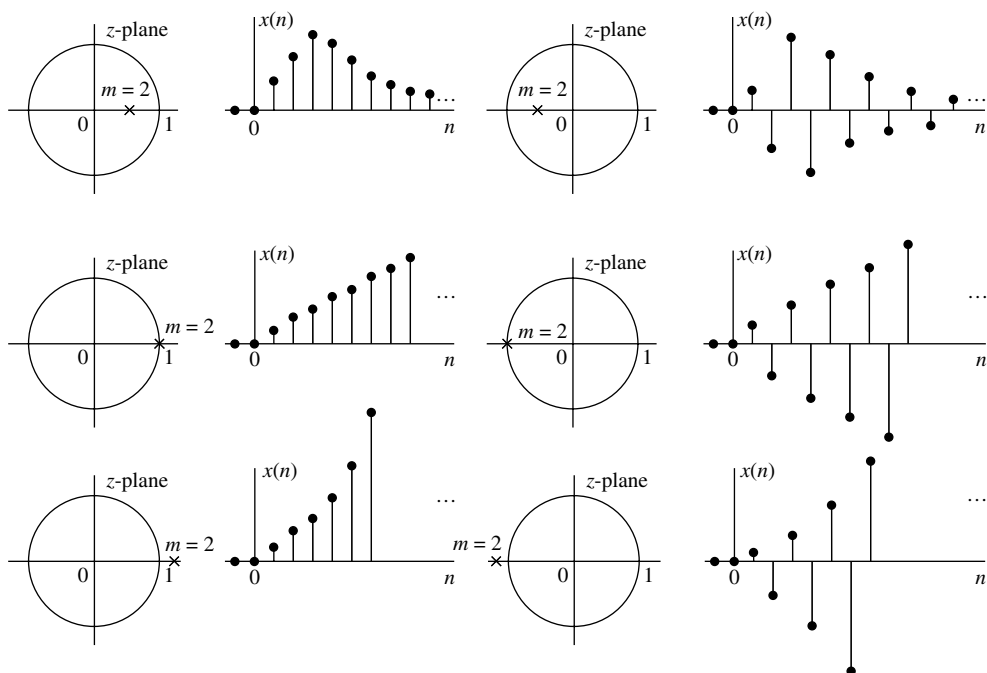 z-plane
x(n)
m = 2
0
1
0
n
...
z-plane
x(n)
m = 2
0
1
0
n
...
z-plane
x(n)
m = 2
0
1
0
n
...
z-plane
x(n)
m = 2
0
1
0
n
...
z-plane
x(n)
m = 2
0
1
0
n
...
z-plane
x(n)
m = 2
0
1
0
n
...